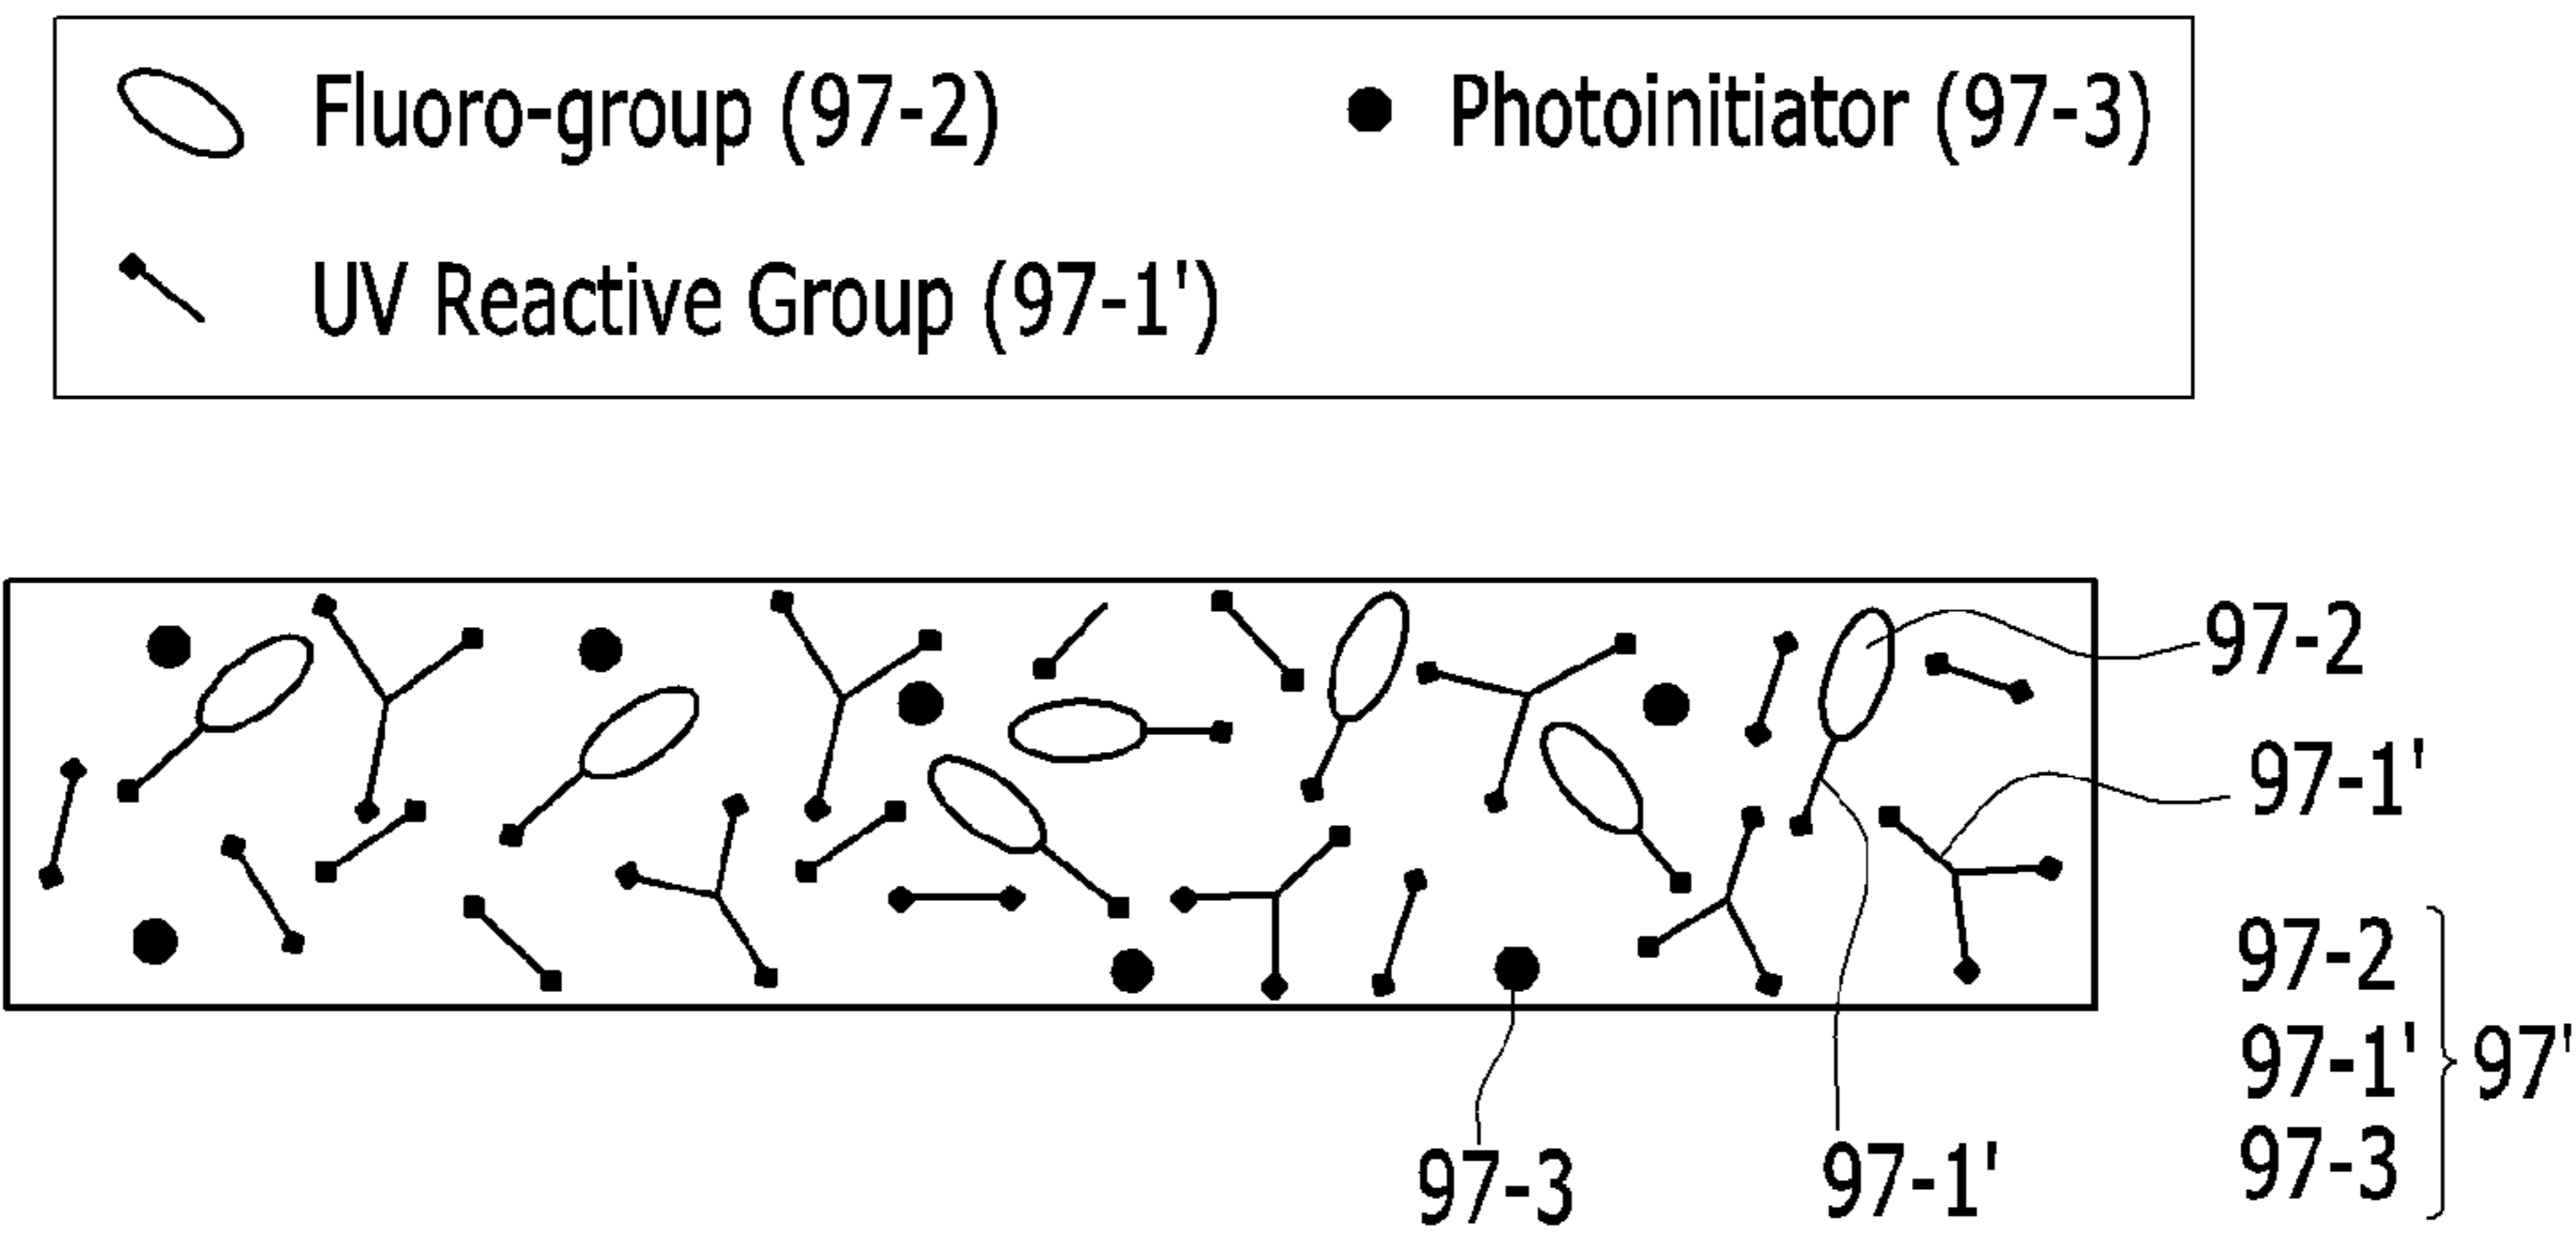 Fluoro-group (97-2)
Photoinitiator (97-3)
UV Reactive Group (97-1')
97-2
97-1'
97-2
97-1'
97-3
97'
97-3
97-1'